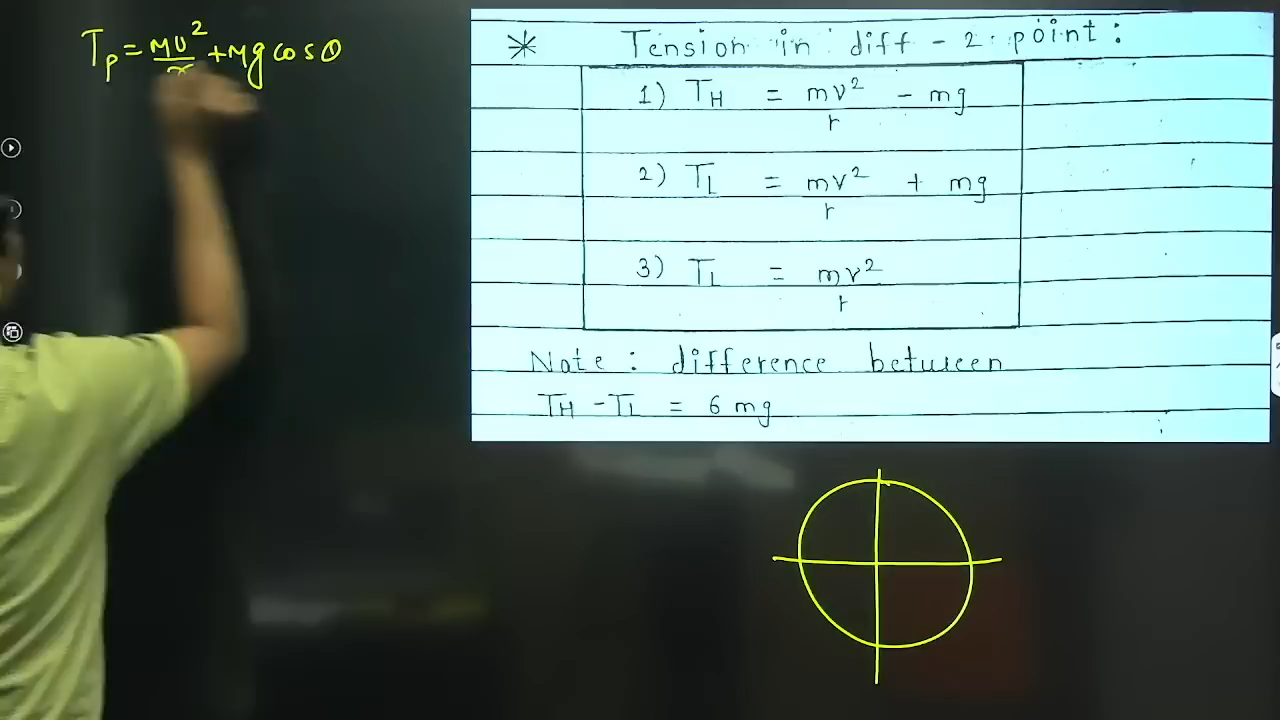 Tp = mv²/r + mg cos θ
* Tension in diff - 2 point :
1) TH = mv²/r - mg
2) TL = mv²/r + mg
3) TL = mv²/r
Note : difference between
TH - TL = 6 mg